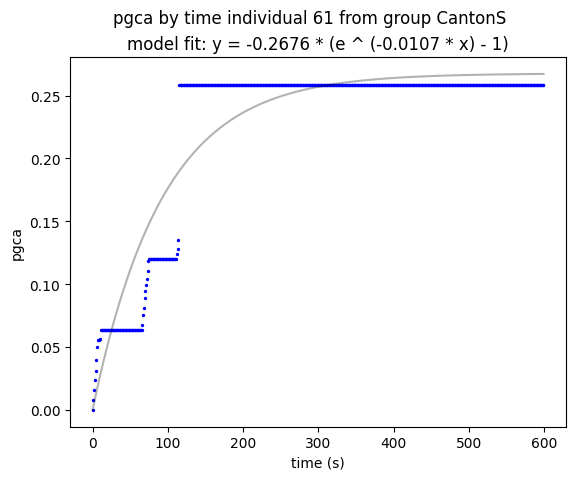 pgca by time individual 61 from group CantonS
model fit: y = -0.2676 * (e ^ (-0.0107 * x) - 1)
0.25
0.20
0.15
pgca
0.10
0.05
0.00
0 100 200 300 400 500 600
time (s)